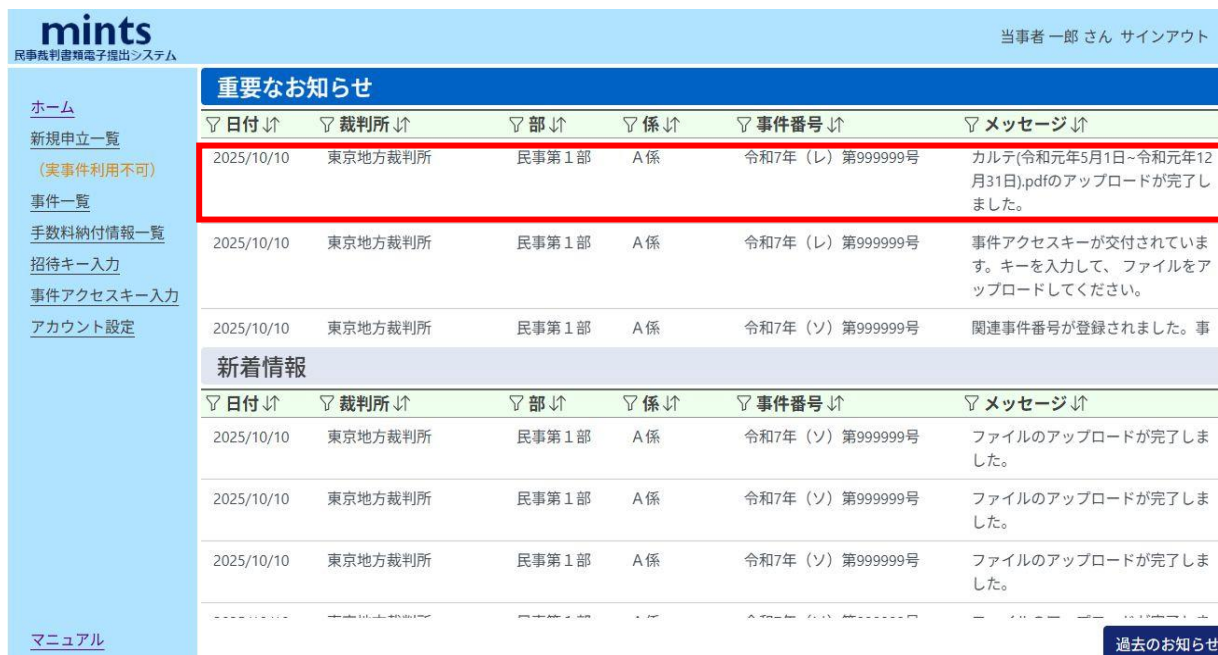 mints
民事裁判書類電子提出システム
当事者 一郎 さん サインアウト
ホーム
新規申立一覧
（実事件利用不可）
事件一覧
手数料納付情報一覧
招待キー入力
事件アクセスキー入力
アカウント設定
マニュアル
重要なお知らせ
日付 裁判所 部 係 事件番号 メッセージ
2025/10/10 東京地方裁判所 民事第１部 A係 令和7年（レ）第999999号 カルテ(令和元年5月1日~令和元年12
月31日).pdfのアップロードが完了し
ました。
2025/10/10 東京地方裁判所 民事第１部 A係 令和7年（レ）第999999号 事件アクセスキーが交付されていま
す。キーを入力して、 ファイルをア
ップロードしてください。
2025/10/10 東京地方裁判所 民事第１部 A係 令和7年（ソ）第999999号 関連事件番号が登録されました。事
新着情報
日付 裁判所 部 係 事件番号 メッセージ
2025/10/10 東京地方裁判所 民事第１部 A係 令和7年（ソ）第999999号 ファイルのアップロードが完了しま
した。
2025/10/10 東京地方裁判所 民事第１部 A係 令和7年（ソ）第999999号 ファイルのアップロードが完了しま
した。
2025/10/10 東京地方裁判所 民事第１部 A係 令和7年（ソ）第999999号 ファイルのアップロードが完了しま
した。
過去のお知らせ